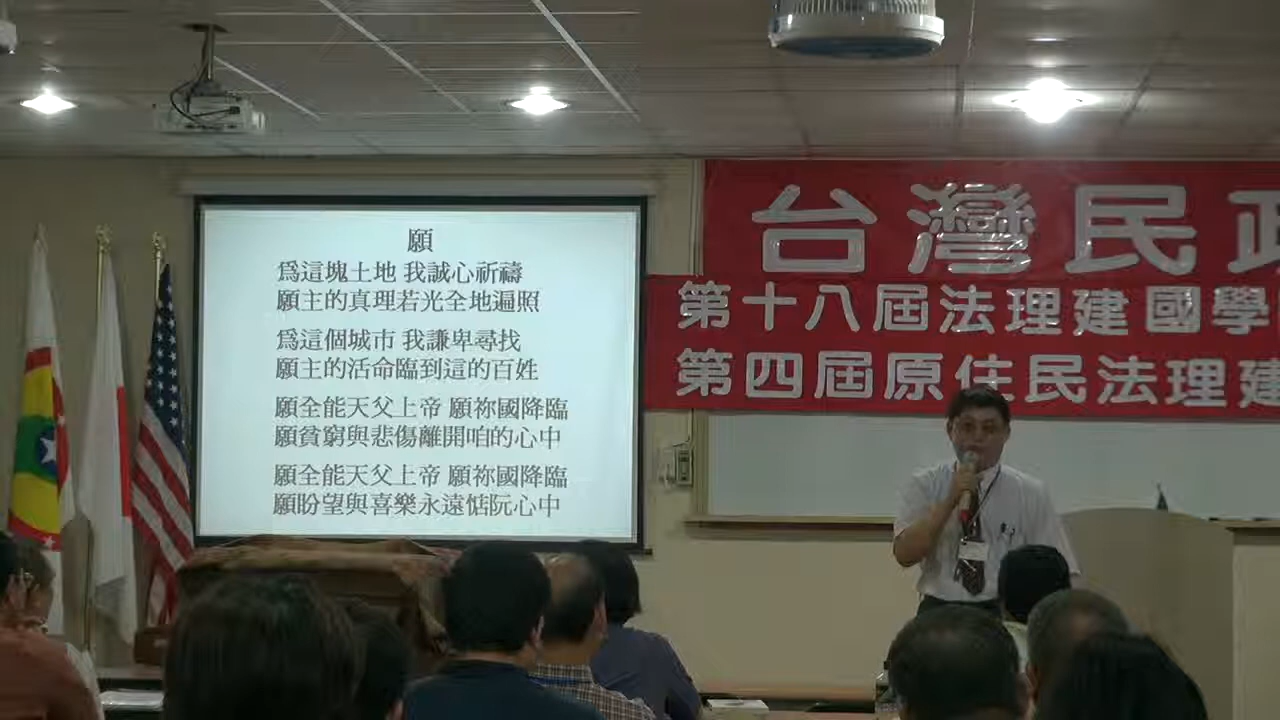 願
為這塊土地 我誠心祈禱
願主的真理若光全地遍照
為這個城市 我謙卑尋找
願主的活命臨到這的百姓
願全能天父上帝 願祢國降臨
願貧窮與悲傷離開咱的心中
願全能天父上帝 願祢國降臨
願盼望與喜樂永遠惦阮心中
台灣民政
第十八屆法理建國學
第四屆原住民法理建